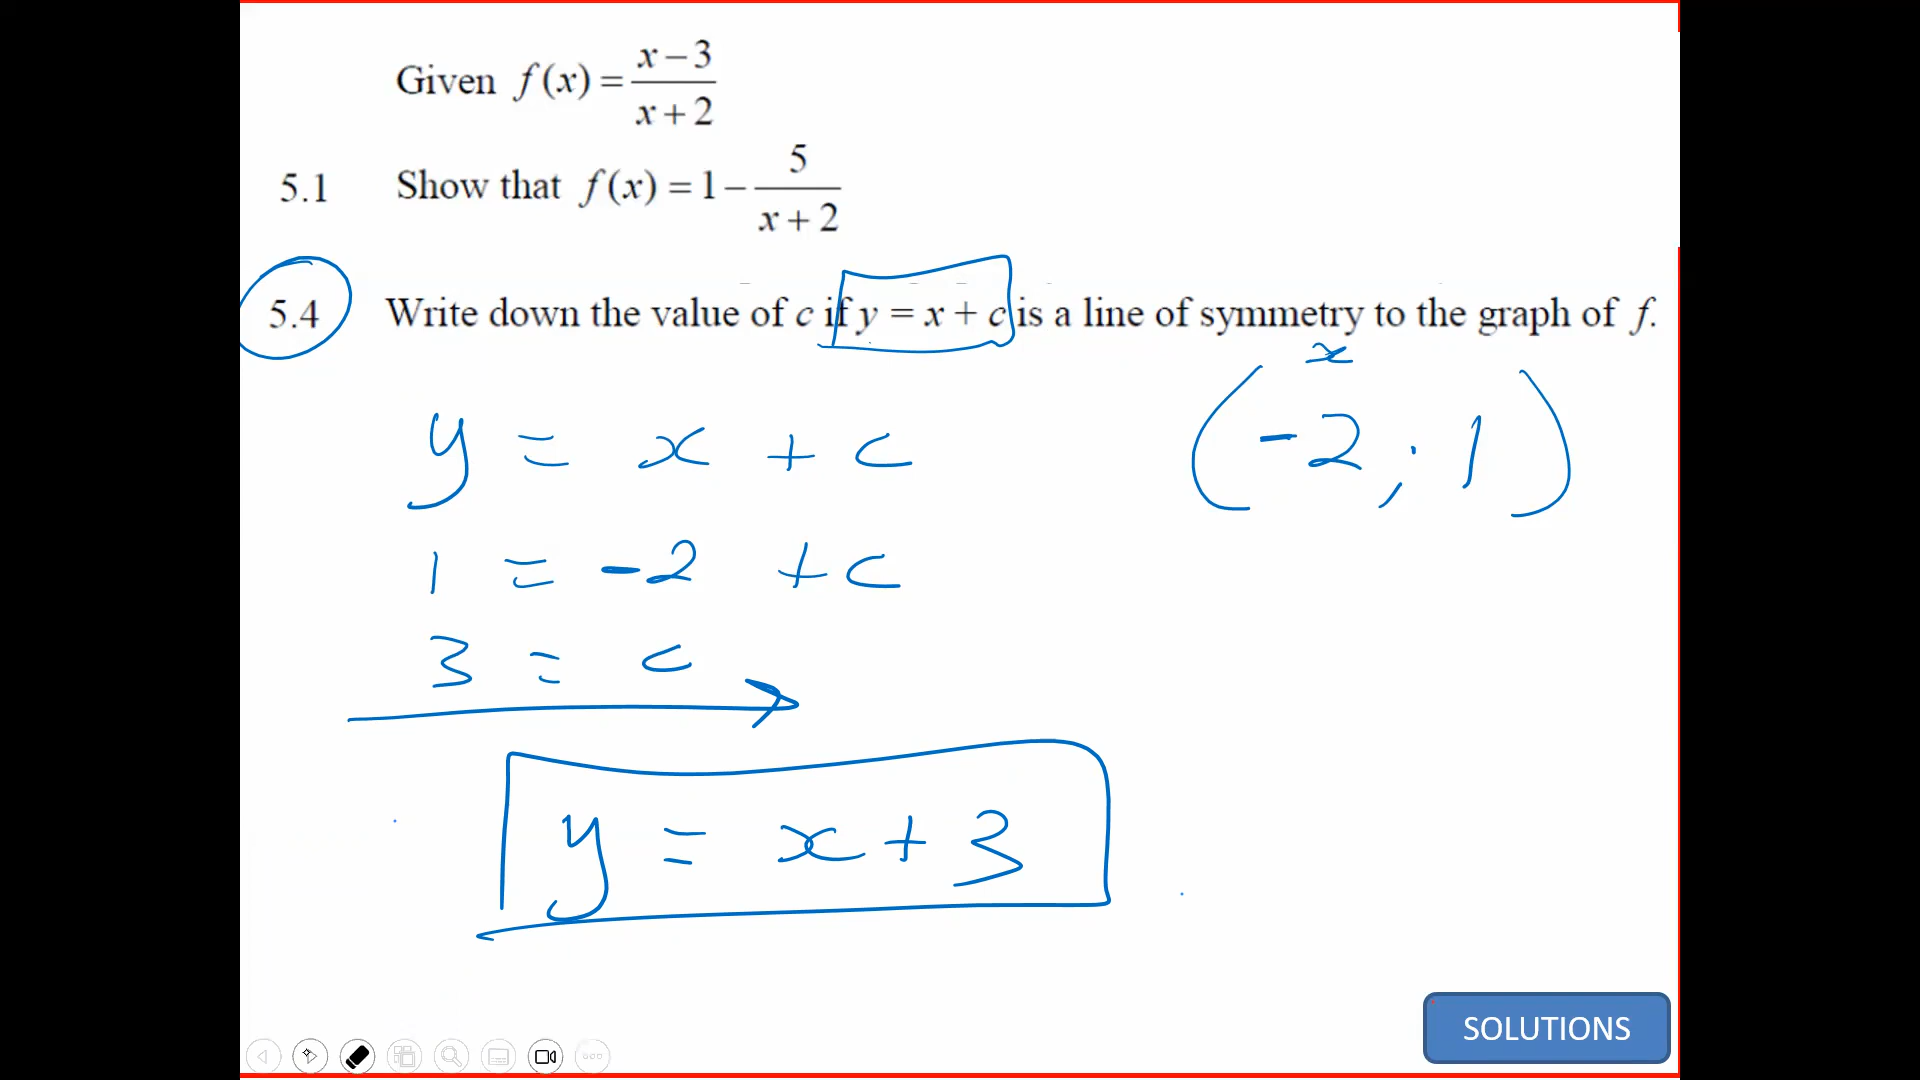 Given f(x) = (x − 3)/(x + 2)
5.1 Show that f(x) = 1 − 5/(x + 2)
5.4 Write down the value of c if y = x + c is a line of symmetry to the graph of f.
x
(-2 ; 1)
y = x + c
1 = -2 + c
3 = c
y = x + 3
SOLUTIONS